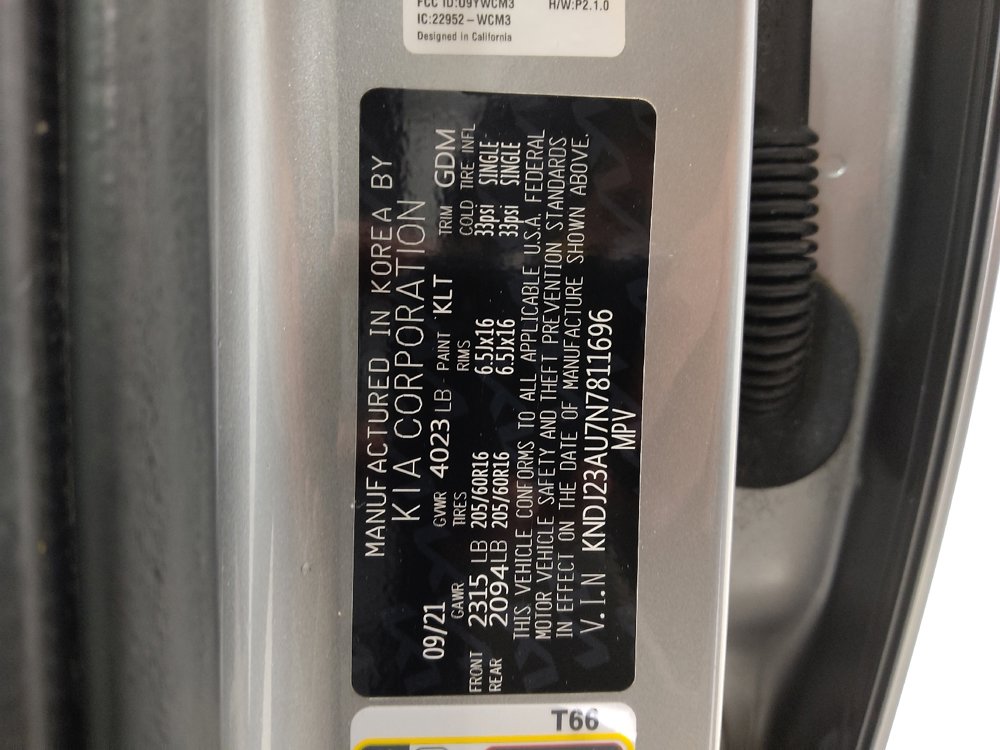 FCC ID:U9YWCM3 H/W:P2.1.0
IC:22952-WCM3
Designed in California
MANUFACTURED IN KOREA BY
KIA CORPORATION
09/21 GVWR 4023 LB - PAINT KLT TRIM GDM
GAWR TIRES RIMS COLD TIRE INFL
FRONT 2315 LB 205/60R16 6.5Jx16 33psi SINGLE
REAR 2094LB 205/60R16 6.5Jx16 33psi SINGLE
THIS VEHICLE CONFORMS TO ALL APPLICABLE U.S.A. FEDERAL
MOTOR VEHICLE SAFETY AND THEFT PREVENTION STANDARDS
IN EFFECT ON THE DATE OF MANUFACTURE SHOWN ABOVE.
V.I.N KNDJ23AU7N7811696
MPV
T66